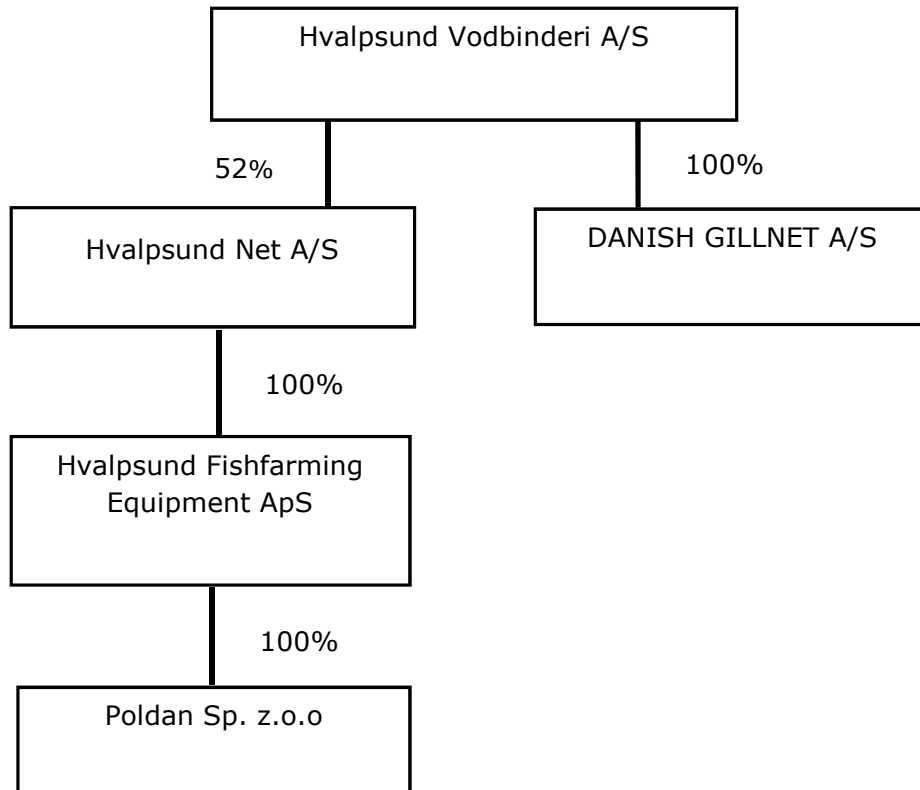 Hvalpsund Vodbinderi A/S
52%
100%
Hvalpsund Net A/S
DANISH GILLNET A/S
100%
Hvalpsund Fishfarming
Equipment ApS
100%
Poldan Sp. z.o.o